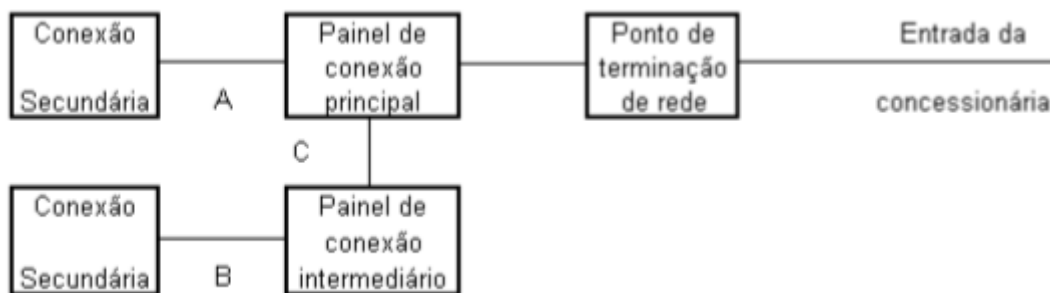 Conexão
Secundária
A
Painel de
conexão
principal
Ponto de
terminação
de rede
Entrada da
concessionária
C
Conexão
Secundária
B
Painel de
conexão
intermediário